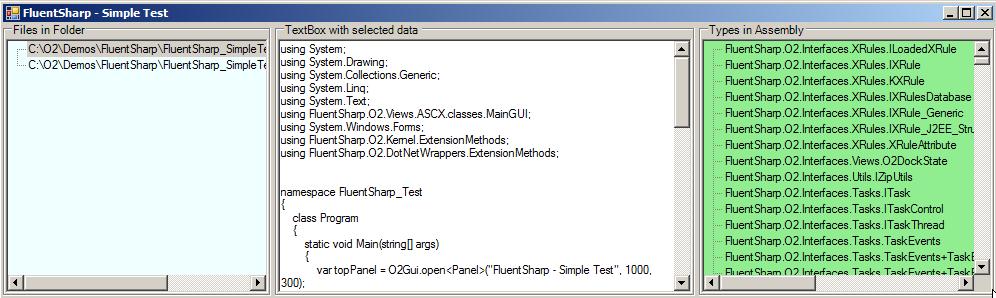 FluentSharp - Simple Test
Files in Folder
C:\O2\Demos\FluentSharp\FluentSharp_SimpleTe
C:\O2\Demos\FluentSharp\FluentSharp_SimpleTe
TextBox with selected data
using System;
using System.Drawing;
using System.Collections.Generic;
using System.Linq;
using System.Text;
using FluentSharp.O2.Views.ASCX.classes.MainGUI;
using System.Windows.Forms;
using FluentSharp.O2.Kernel.ExtensionMethods;
using FluentSharp.O2.DotNetWrappers.ExtensionMethods;
namespace FluentSharp_Test
{
class Program
{
static void Main(string[] args)
{
var topPanel = O2Gui.open<Panel>("FluentSharp - Simple Test", 1000,
300);
Types in Assembly
FluentSharp.O2.Interfaces.XRules.ILoadedXRule
FluentSharp.O2.Interfaces.XRules.IXRule
FluentSharp.O2.Interfaces.XRules.KXRule
FluentSharp.O2.Interfaces.XRules.IXRulesDatabase
FluentSharp.O2.Interfaces.XRules.IXRule_Generic
FluentSharp.O2.Interfaces.XRules.IXRule_J2EE_Stru
FluentSharp.O2.Interfaces.XRules.XRuleAttribute
FluentSharp.O2.Interfaces.Views.O2DockState
FluentSharp.O2.Interfaces.Utils.IZipUtils
FluentSharp.O2.Interfaces.Tasks.ITask
FluentSharp.O2.Interfaces.Tasks.ITaskControl
FluentSharp.O2.Interfaces.Tasks.ITaskThread
FluentSharp.O2.Interfaces.Tasks.TaskEvents
FluentSharp.O2.Interfaces.Tasks.TaskEvents+TaskE
FluentSharp.O2.Interfaces.Tasks.TaskEvents+TaskE